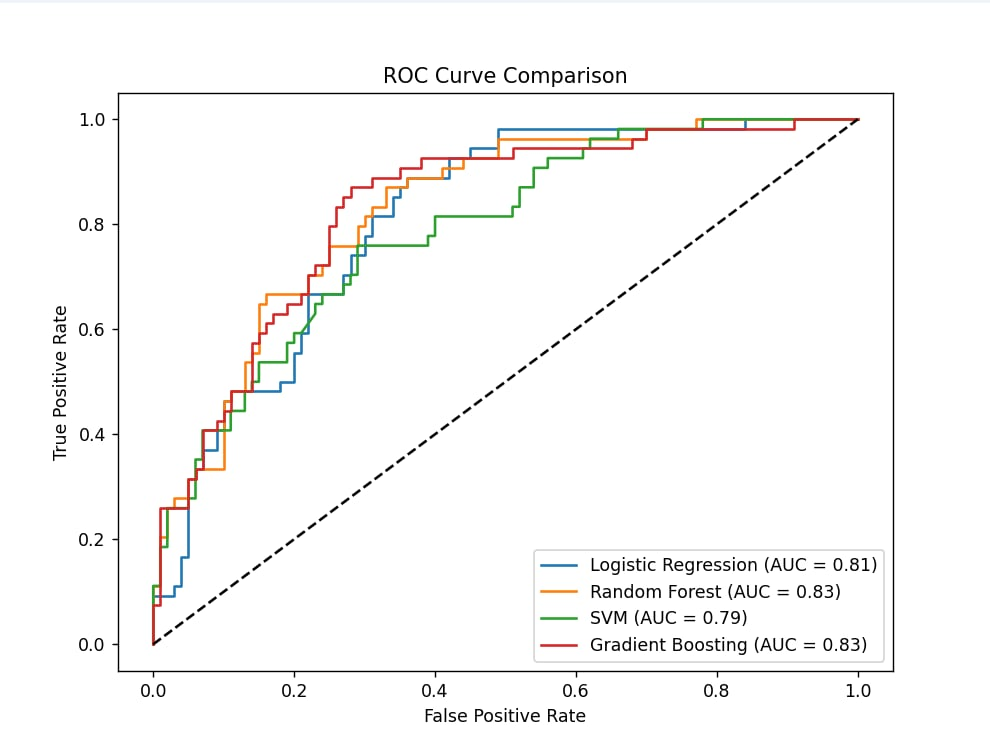 ROC Curve Comparison
True Positive Rate
1.0
0.8
0.6
0.4
0.2
0.0
Logistic Regression (AUC = 0.81)
Random Forest (AUC = 0.83)
SVM (AUC = 0.79)
Gradient Boosting (AUC = 0.83)
0.0 0.2 0.4 0.6 0.8 1.0
False Positive Rate